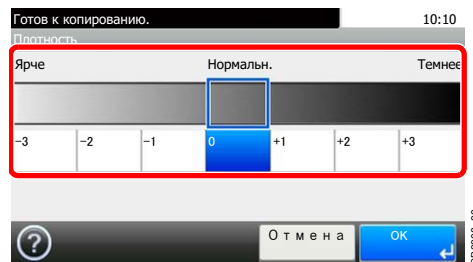 Готов к копированию. 10:10
Плотность
Ярче Нормальн. Темнее
-3 -2 -1 0 +1 +2 +3
? Отмена OK